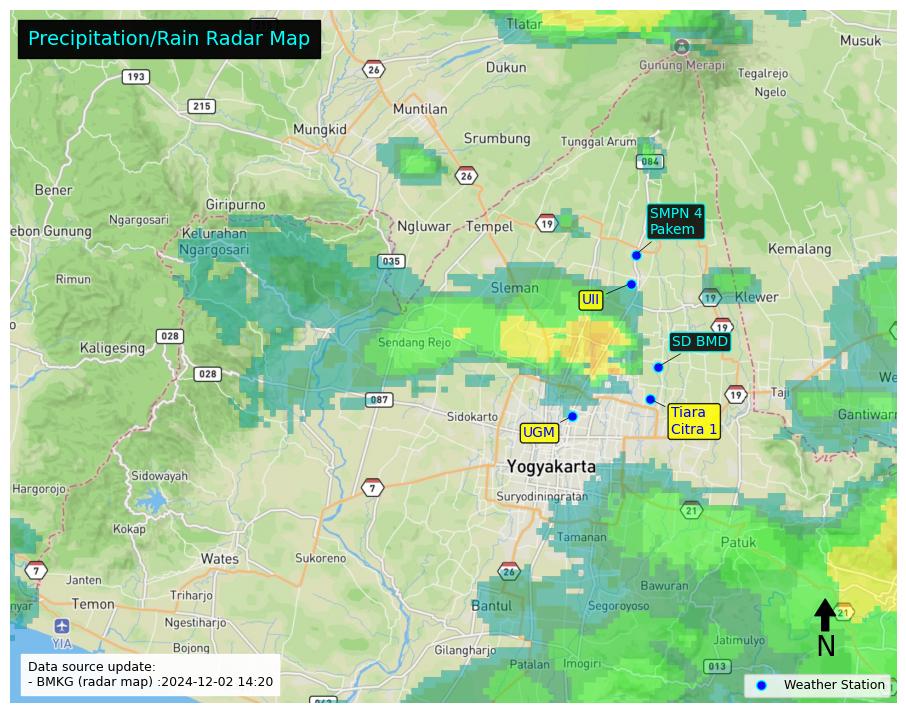 Precipitation/Rain Radar Map
Tlatar
Musuk
26
Dukun
Gunung Merapi
193
Tegalrejo
Ngelo
215
Muntilan
Mungkid
Srumbung
Tunggal Arum
084
26
Bener
Giripurno
SMPN 4
Pakem
Ngargosari
Ngluwar
Tempel
19
ebon Gunung
Kelurahan
Ngargosari
Kemalang
035
Rimun
Sleman
UII
19
Klewer
19
028
Kaligesing
Sendang Rejo
SD BMD
028
We
087
19
Taji
Sidokarto
Tiara
Citra 1
Gantiwarn
UGM
Yogyakarta
Sidowayah
Hargorojo
7
Suryodiningratan
21
Kokap
Tamanan
Patuk
Wates
Sukoreno
7
26
Janten
Bawuran
Triharjo
nyar
Temon
Bantul
Segoroyoso
21
Ngestiharjo
YIA
Jatimulyo
N
Bojong
Gilangharjo
Patalan
Imogiri
013
Data source update:
- BMKG (radar map) :2024-12-02 14:20
Weather Station